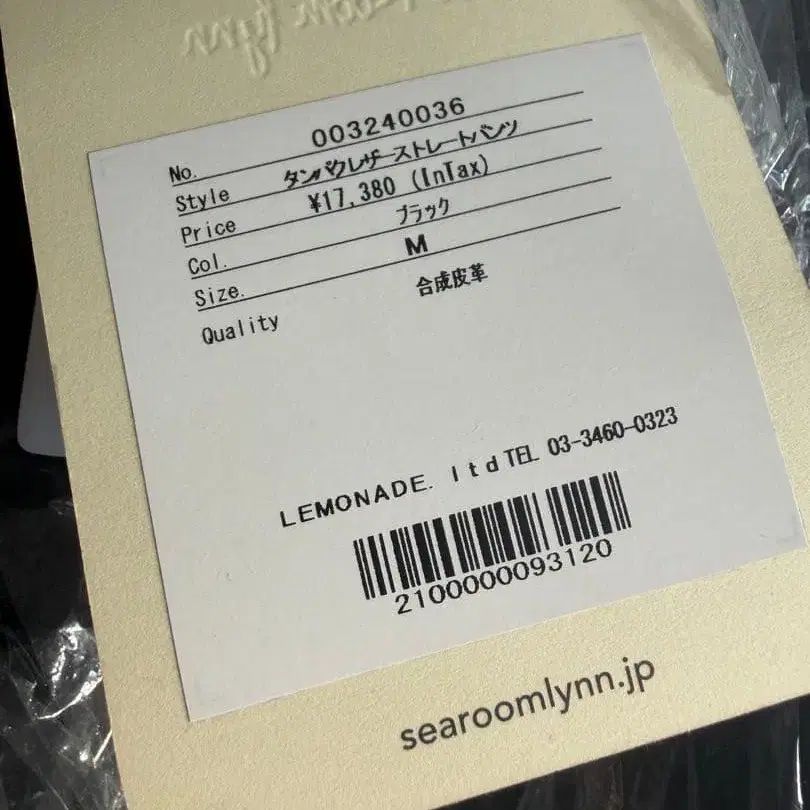 No. 003240036
Style タンパクレザーストレートパンツ
Price ¥17,380 (InTax)
Col. ブラック
Size. M
Quality 合成皮革
LEMONADE. ltd TEL 03-3460-0323
2100000093120
searoomlynn.jp